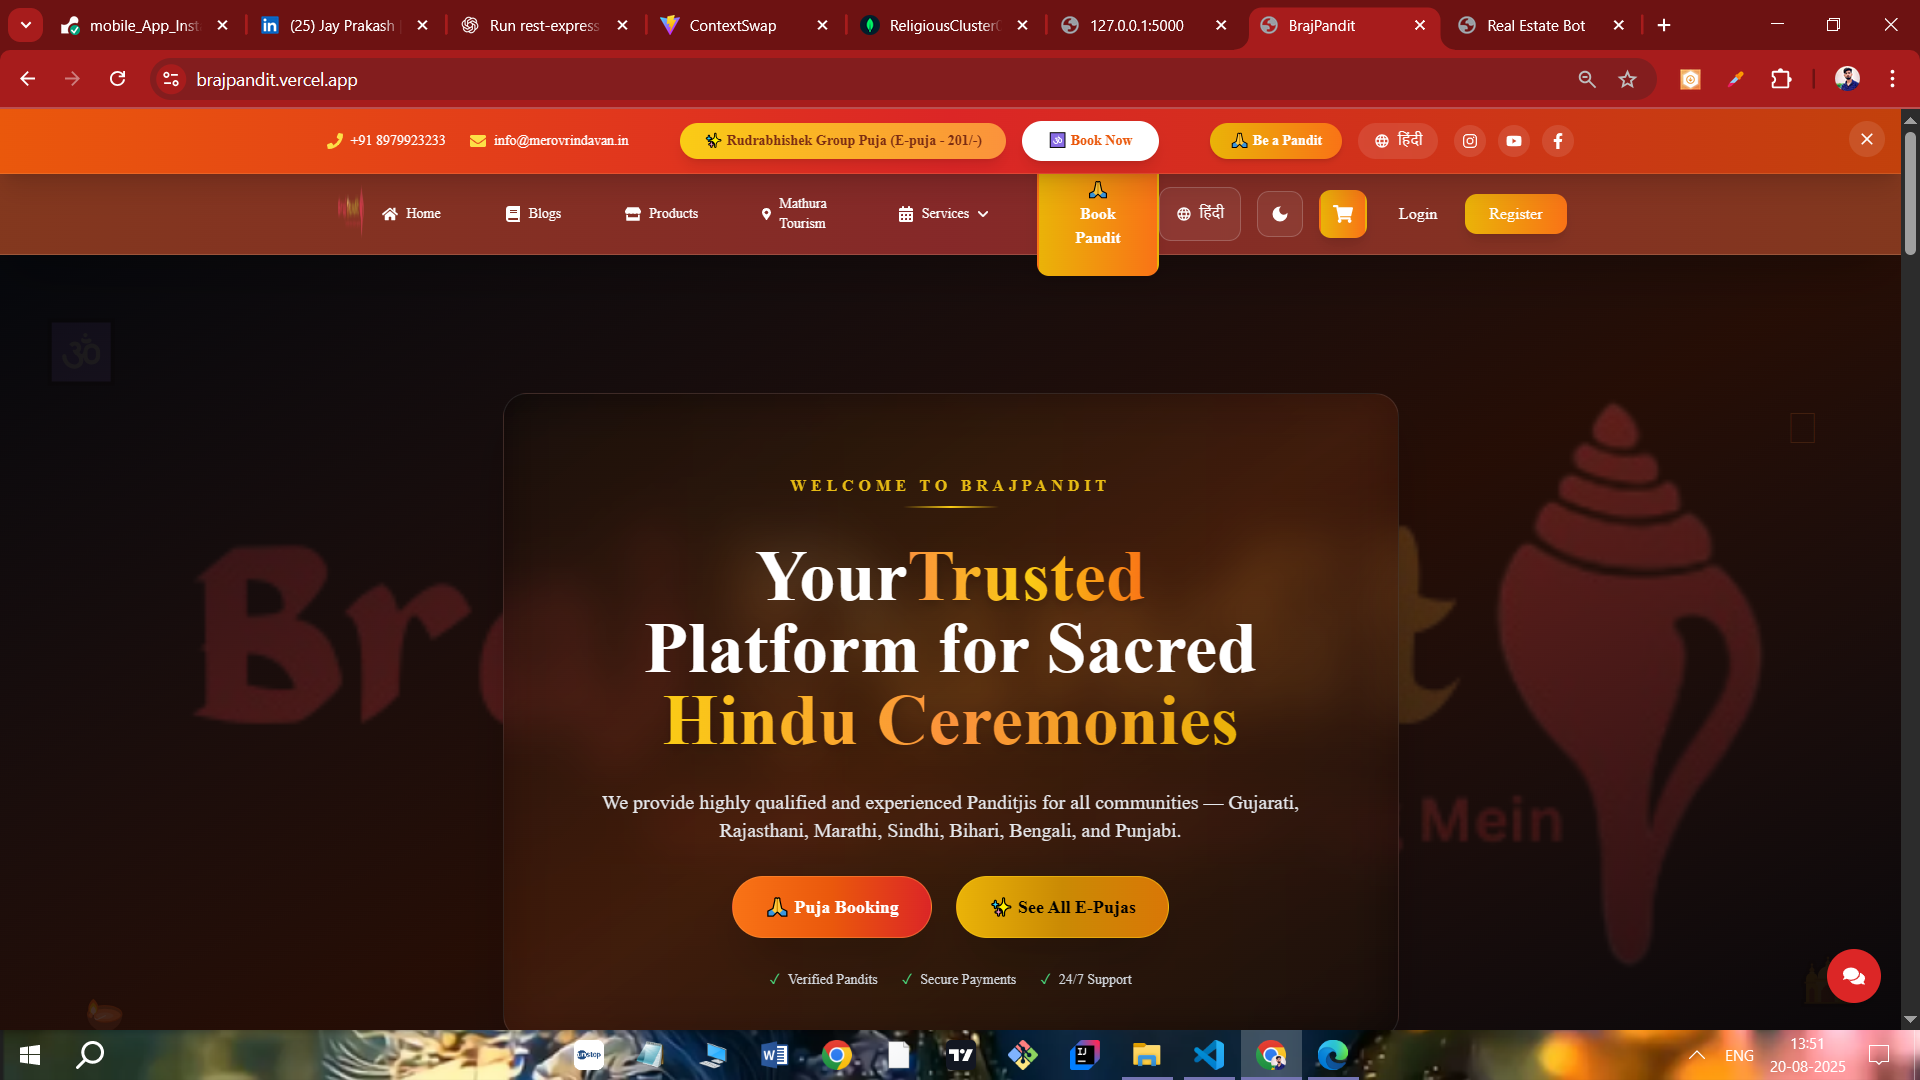 mobile_App_Inst
(25) Jay Prakash
Run rest-express
ContextSwap
ReligiousCluster
127.0.0.1:5000
BrajPandit
Real Estate Bot
brajpandit.vercel.app
+91 8979923233
info@merovrindavan.in
Rudrabhishek Group Puja (E-puja - 201/-)
Book Now
Be a Pandit
हिंदी
Home
Blogs
Products
Mathura
Tourism
Services
Book
Pandit
हिंदी
Login
Register
ॐ
WELCOME TO BRAJPANDIT
Your Trusted
Platform for Sacred
Hindu Ceremonies
We provide highly qualified and experienced Panditjis for all communities — Gujarati,
Rajasthani, Marathi, Sindhi, Bihari, Bengali, and Punjabi.
Mein
Puja Booking
See All E-Pujas
Verified Pandits
Secure Payments
24/7 Support
ENG
13:51
20-08-2025